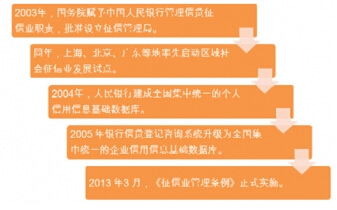 2003年，国务院赋予中国人民银行管理信贷征
信业职责，批准设立征信管理局。
同年，上海、北京、广东等地率先启动区域社
会征信业发展试点。
2004年，人民银行建成全国集中统一的个人
信用信息基础数据库。
2005年银行信贷登记咨询系统升级为全国集
中统一的企业信用信息基础数据库。
2013年3月，《征信业管理条例》正式实施。